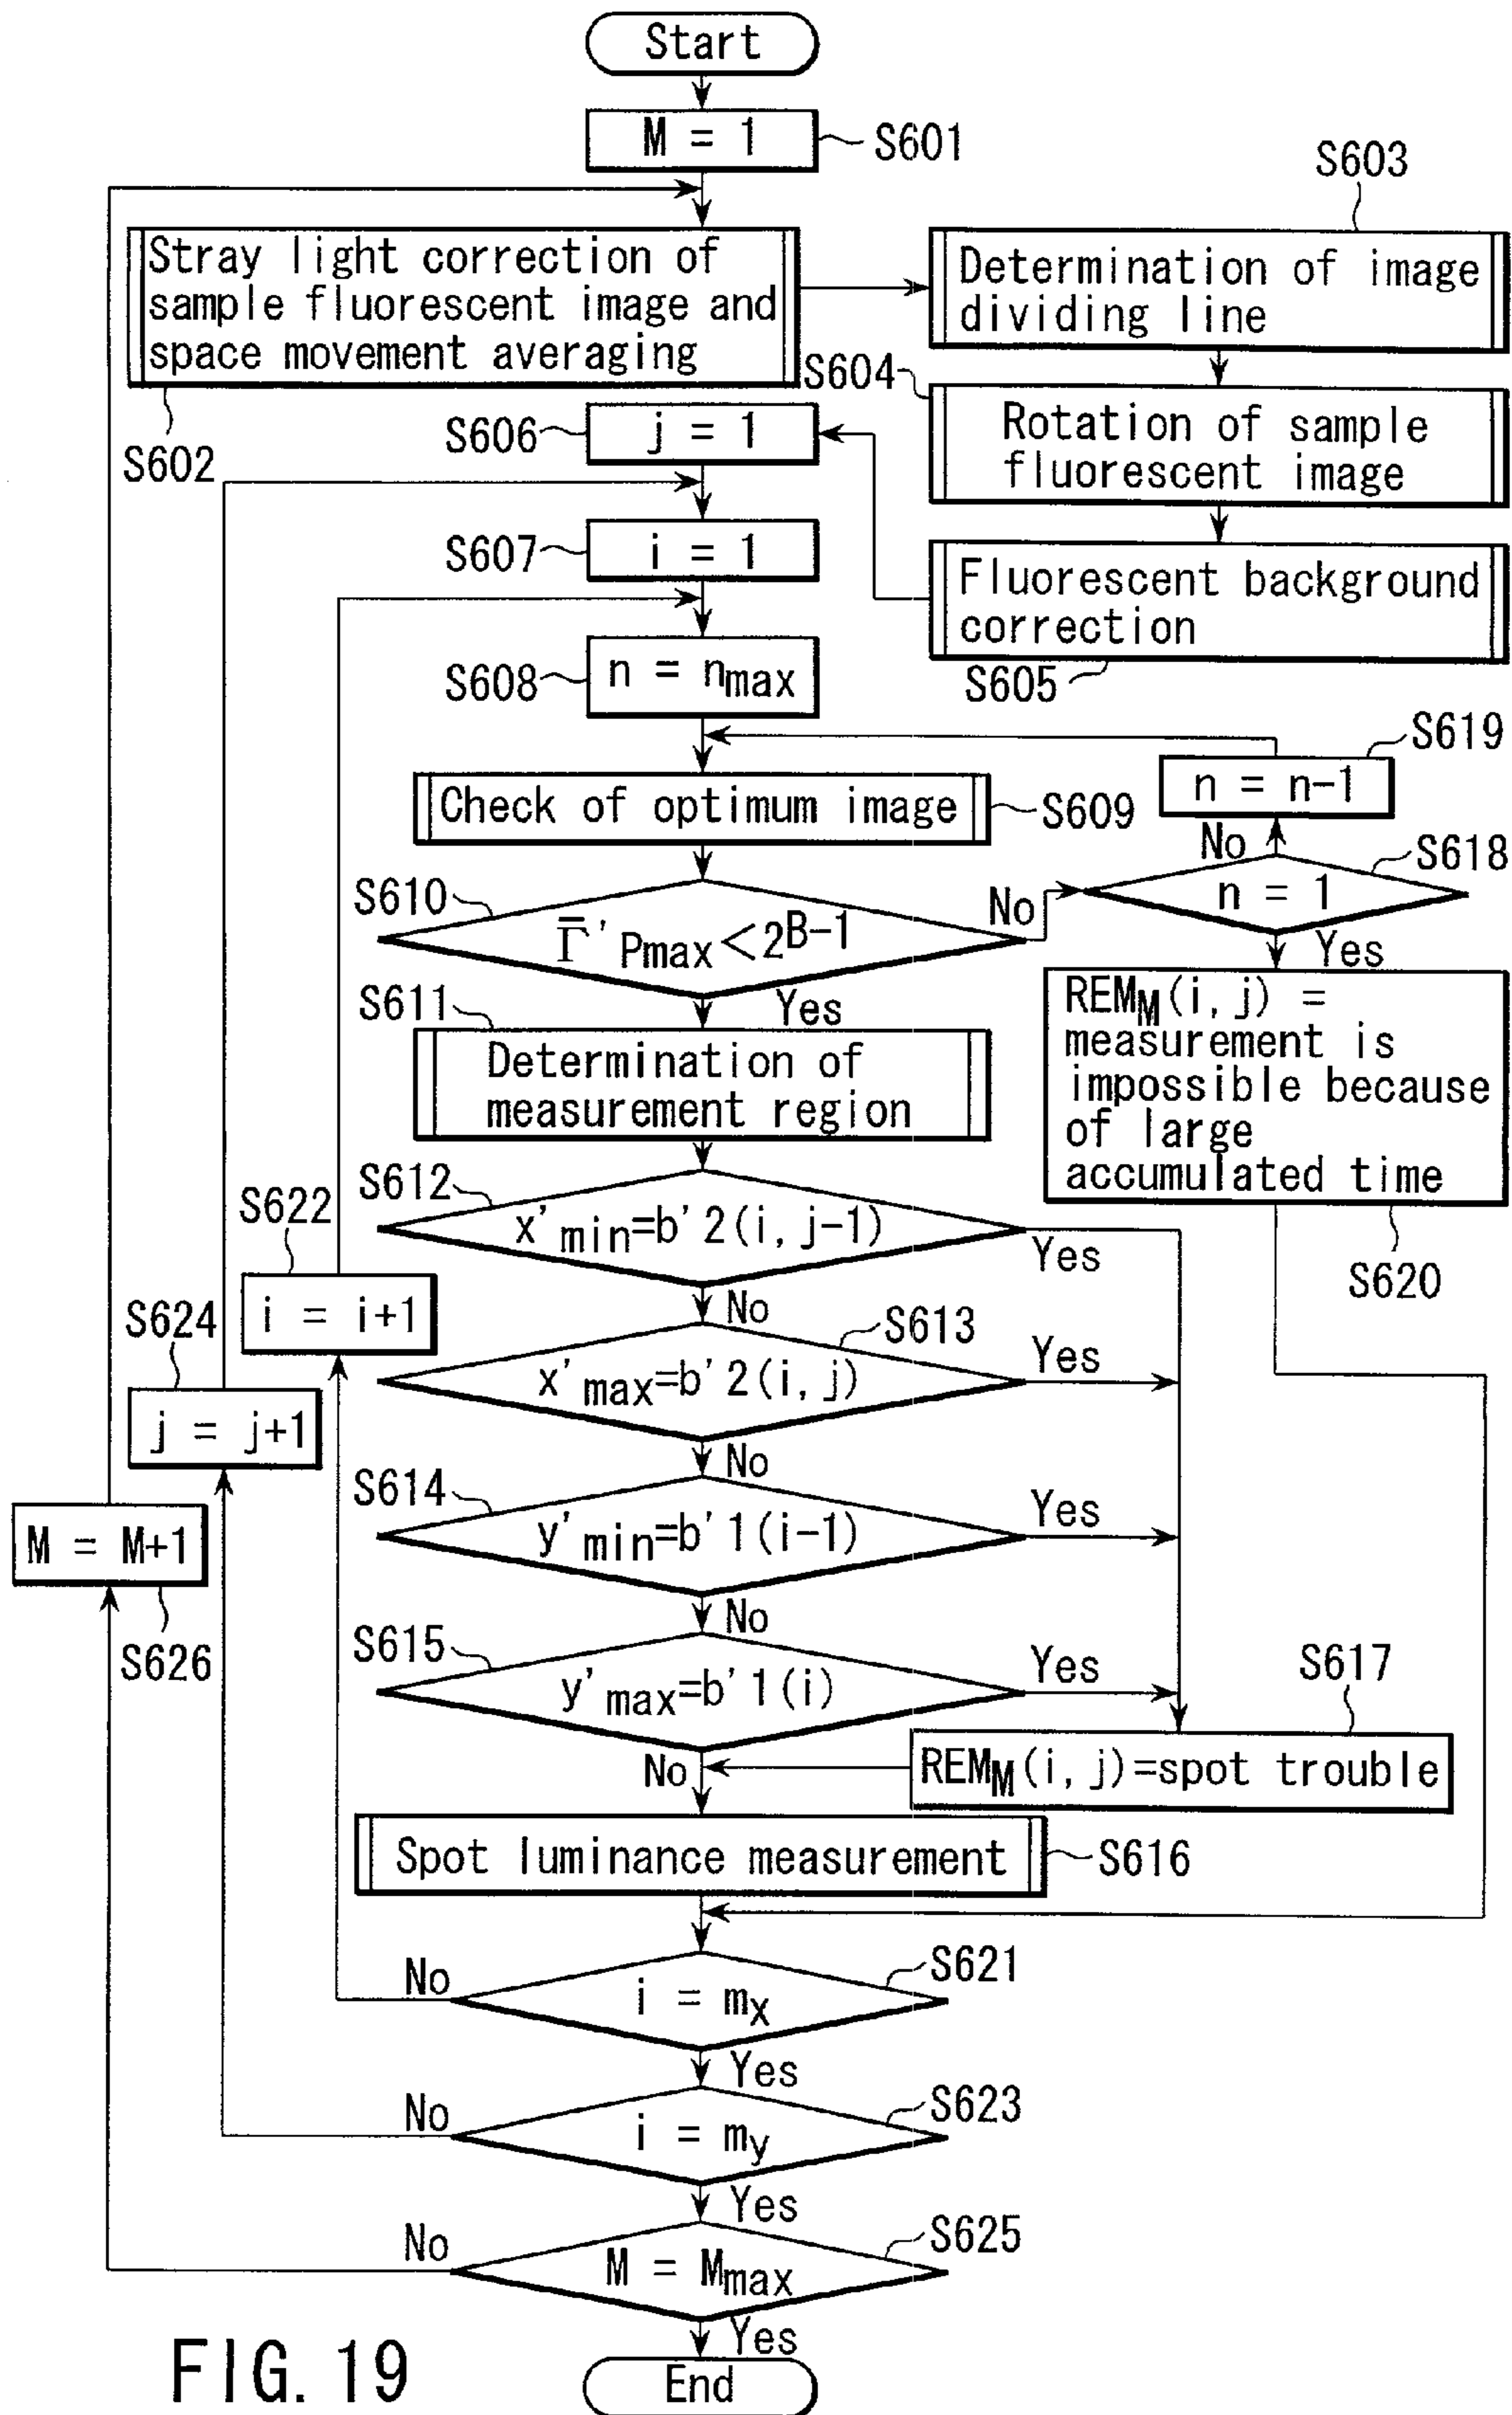 Start
M = 1
S601
S603
Stray light correction of
sample fluorescent image and
space movement averaging
S602
Determination of image
dividing line
S604
Rotation of sample
fluorescent image
S606
j = 1
S607
i = 1
Fluorescent background
correction
S605
S608
n = nmax
S619
n = n-1
Check of optimum image
S609
No
S618
n = 1
S610
Γ̿'Pmax<2B-1
No
Yes
Yes
S611
Determination of
measurement region
REMM(i,j) =
measurement is
impossible because
of large
accumulated time
S620
S612
x'min=b'2(i,j-1)
Yes
No
S622
i = i+1
S613
x'max=b'2(i,j)
Yes
No
S624
j = j+1
S614
y'min=b'1(i-1)
Yes
No
M = M+1
S626
S615
y'max=b'1(i)
Yes
No
S617
REMM(i,j)=spot trouble
Spot luminance measurement
S616
S621
i = mx
No
Yes
S623
i = my
No
Yes
S625
M = Mmax
No
Yes
End
FIG. 19